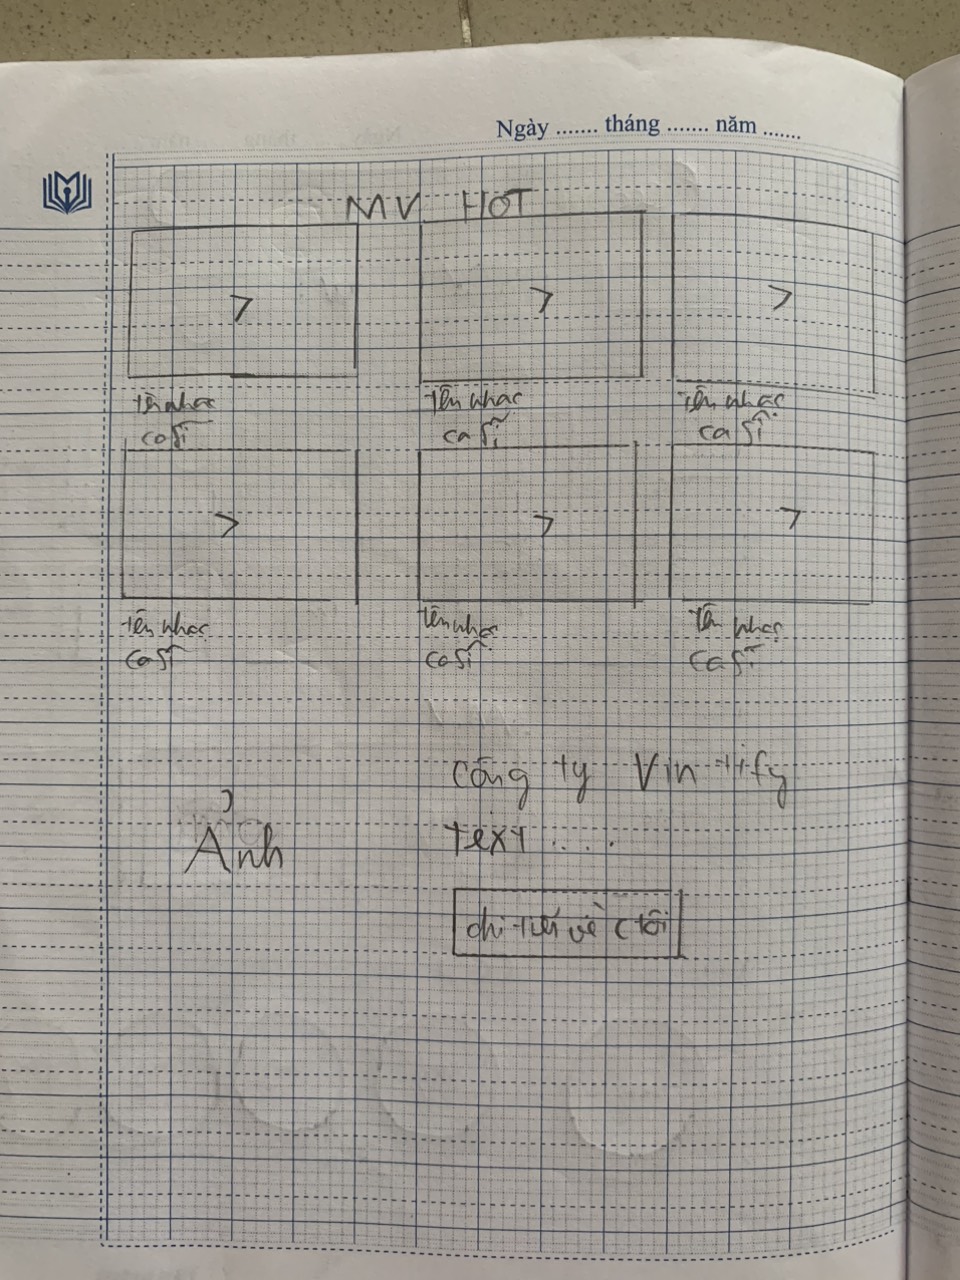 Ngày ....... tháng ....... năm .......
MV HOT
> > >
tên nhạc tên nhạc tên nhạc
ca sĩ ca sĩ ca sĩ
> > >
tên nhạc tên nhạc tên nhạc
ca sĩ ca sĩ ca sĩ
Công ty Vintify
Ảnh text ....
chi tiết về ctôi